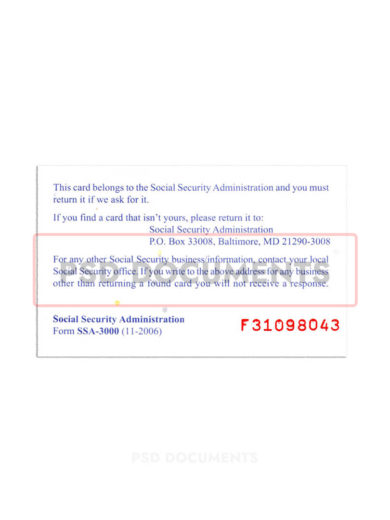 This card belongs to the Social Security Administration and you must
return it if we ask for it.
If you find a card that isn't yours, please return it to:
Social Security Administration
P.O. Box 33008, Baltimore, MD 21290-3008
PSD DOCUMENTS
For any other Social Security business/information, contact your local
Social Security office. If you write to the above address for any business
other than returning a found card you will not receive a response.
Social Security Administration
Form SSA-3000 (11-2006)
F31098043
PSD DOCUMENTS